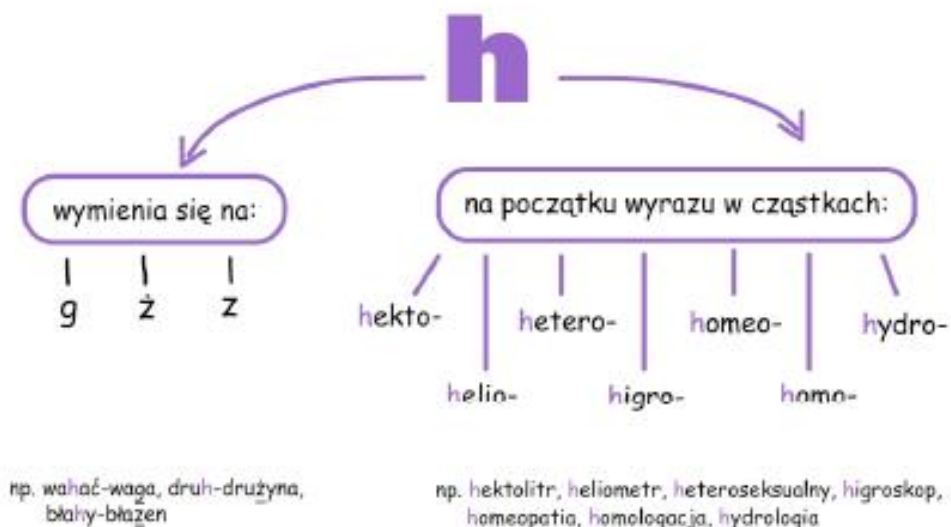 h
wymienia się na:
g ż z
na początku wyrazu w cząstkach:
hekto- hetero- homeo- hydro-
helio- higro- homo-
np. wahać-waga, druh-drużyna,
błahy-błazen
np. hektolitr, heliometr, heteroseksualny, higroskop,
homeopatia, homologacja, hydrologia